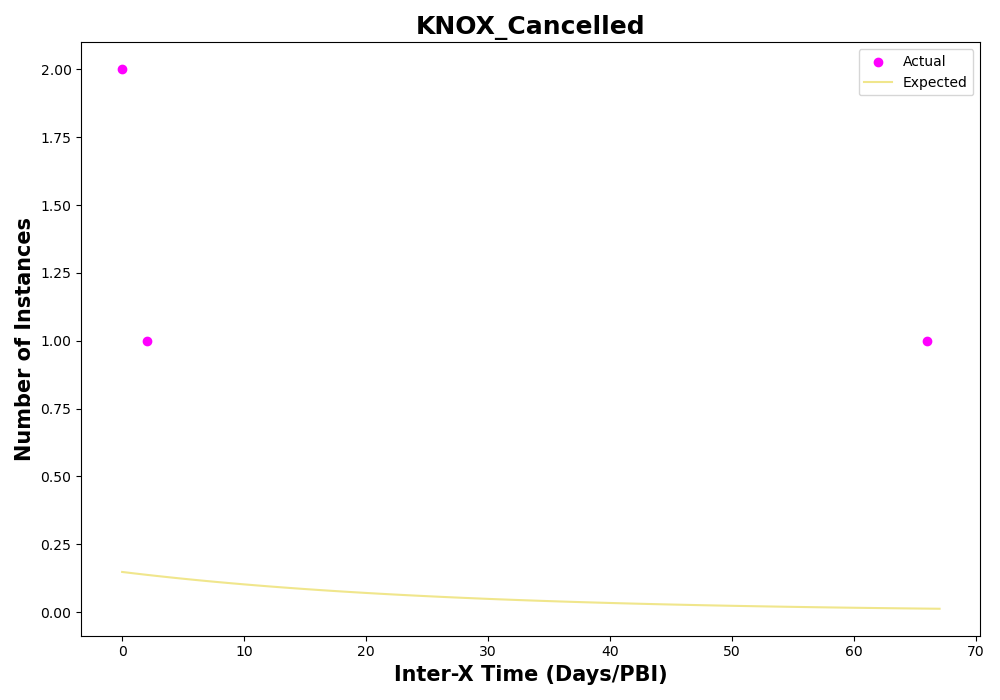 KNOX_Cancelled
Actual
Expected
2.00
1.75
1.50
1.25
1.00
0.75
0.50
0.25
0.00
Number of Instances
0 10 20 30 40 50 60 70
Inter-X Time (Days/PBI)